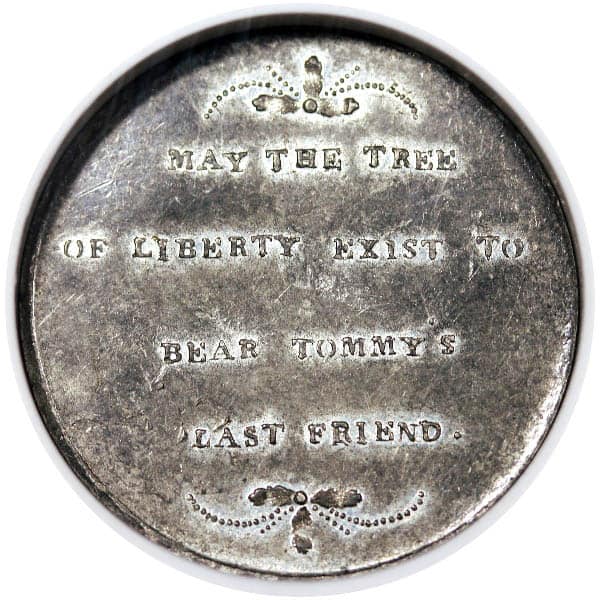 MAY THE TREE
OF LIBERTY EXIST TO
BEAR TOMMY'S
LAST FRIEND.